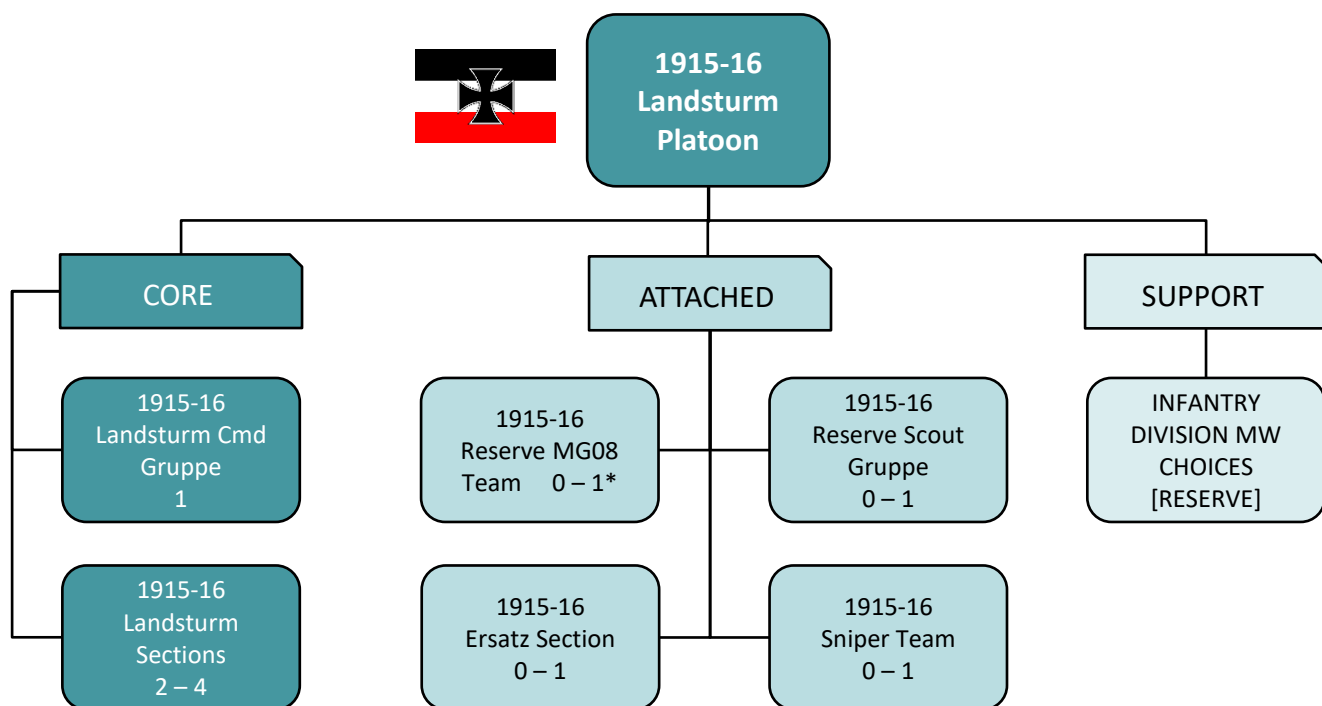 1915-16
Landsturm
Platoon
CORE
ATTACHED
SUPPORT
1915-16
Landsturm Cmd
Gruppe
1
1915-16
Reserve MG08
Team 0 – 1*
1915-16
Reserve Scout
Gruppe
0 – 1
INFANTRY
DIVISION MW
CHOICES
[RESERVE]
1915-16
Landsturm
Sections
2 – 4
1915-16
Ersatz Section
0 – 1
1915-16
Sniper Team
0 – 1